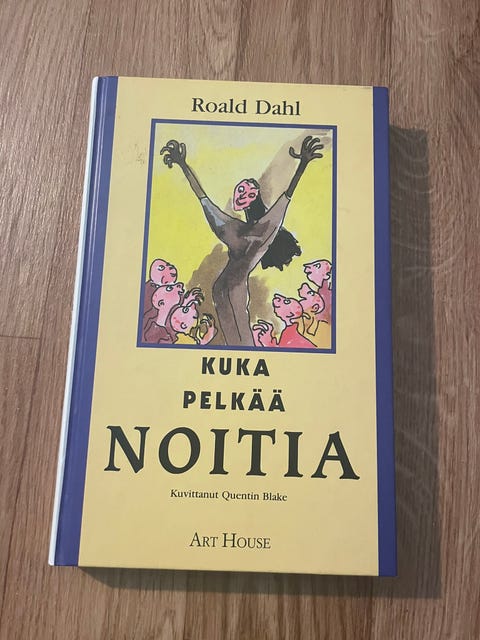 Roald Dahl
KUKA
PELKÄÄ
NOITIA
Kuvittanut Quentin Blake
ART HOUSE